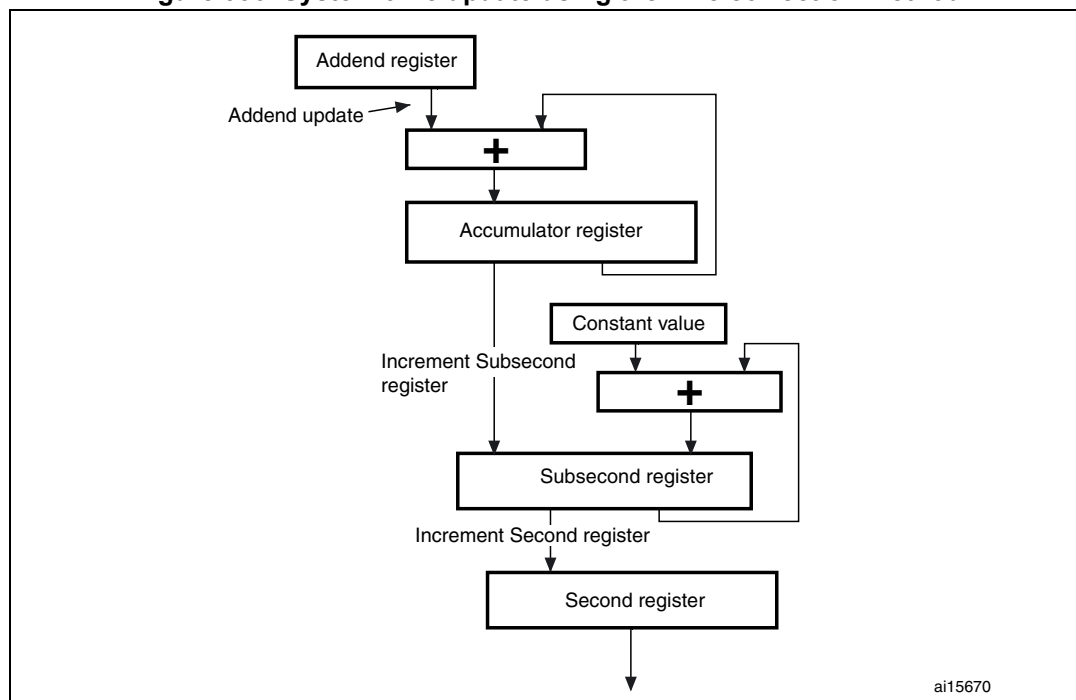 Addend register
Addend update
+
Accumulator register
Constant value
Increment Subsecond
register
+
Subsecond register
Increment Second register
Second register
ai15670